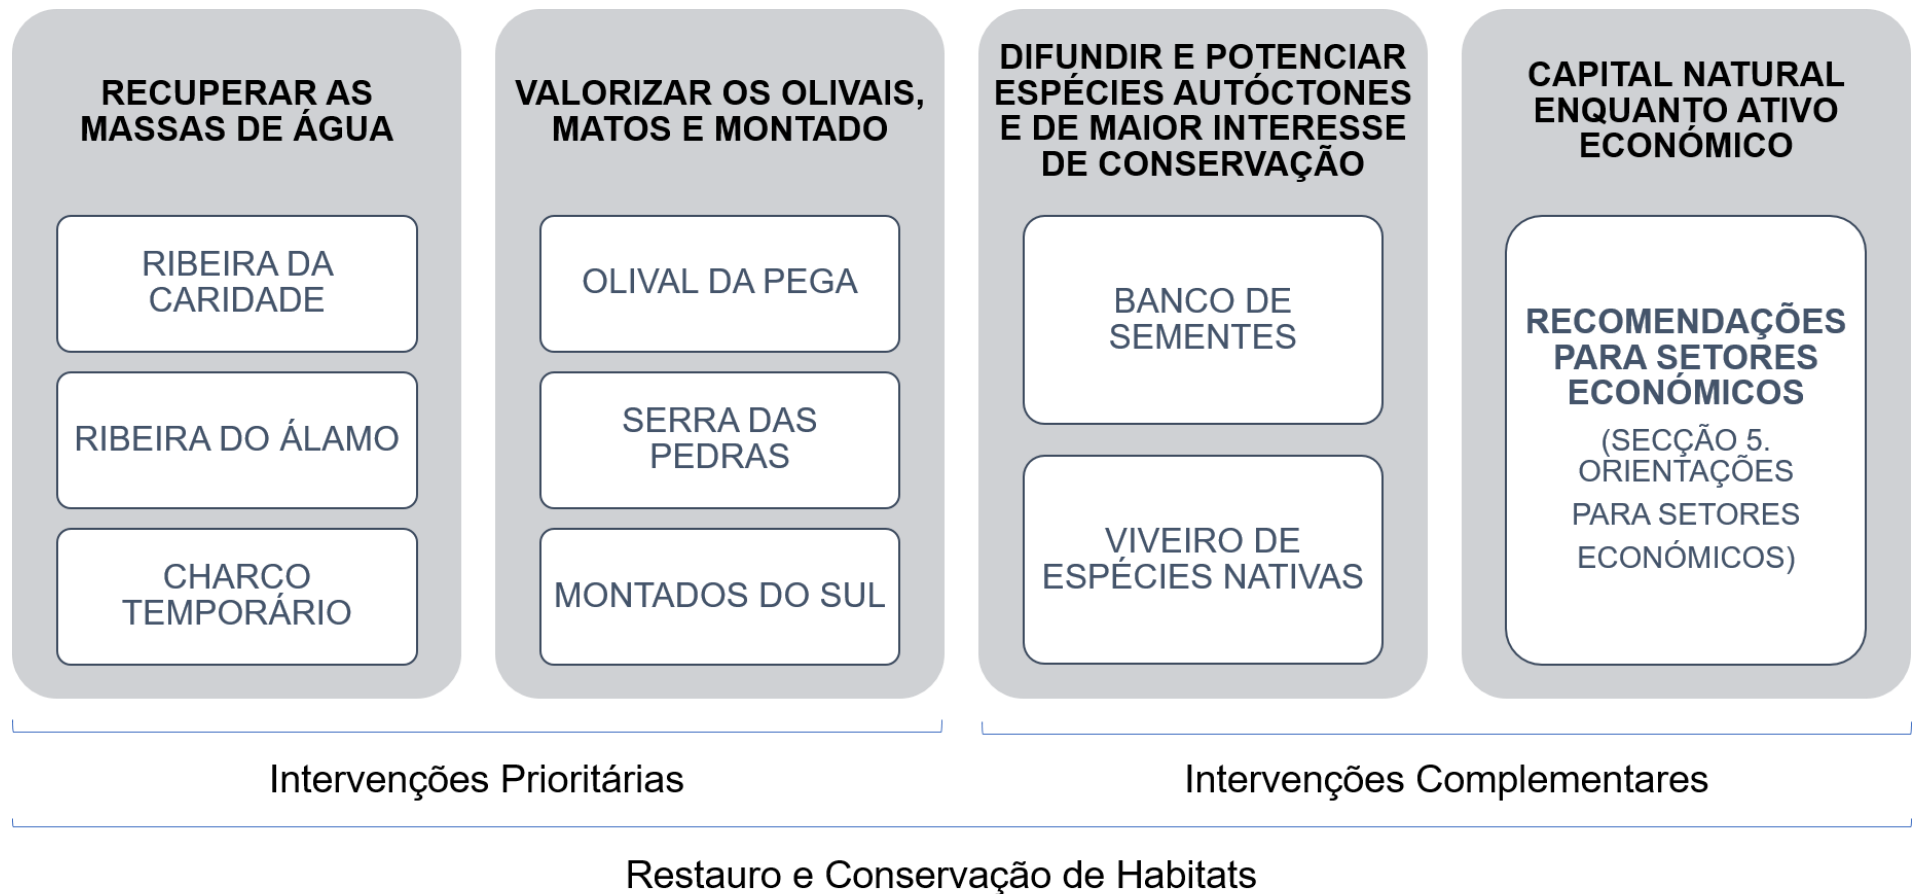 RECUPERAR AS
MASSAS DE ÁGUA
RIBEIRA DA
CARIDADE
RIBEIRA DO ÁLAMO
CHARCO
TEMPORÁRIO
VALORIZAR OS OLIVAIS,
MATOS E MONTADO
OLIVAL DA PEGA
SERRA DAS
PEDRAS
MONTADOS DO SUL
DIFUNDIR E POTENCIAR
ESPÉCIES AUTÓCTONES
E DE MAIOR INTERESSE
DE CONSERVAÇÃO
BANCO DE
SEMENTES
VIVEIRO DE
ESPÉCIES NATIVAS
CAPITAL NATURAL
ENQUANTO ATIVO
ECONÓMICO
RECOMENDAÇÕES
PARA SETORES
ECONÓMICOS
(SECÇÃO 5.
ORIENTAÇÕES
PARA SETORES
ECONÓMICOS)
Intervenções Prioritárias
Intervenções Complementares
Restauro e Conservação de Habitats